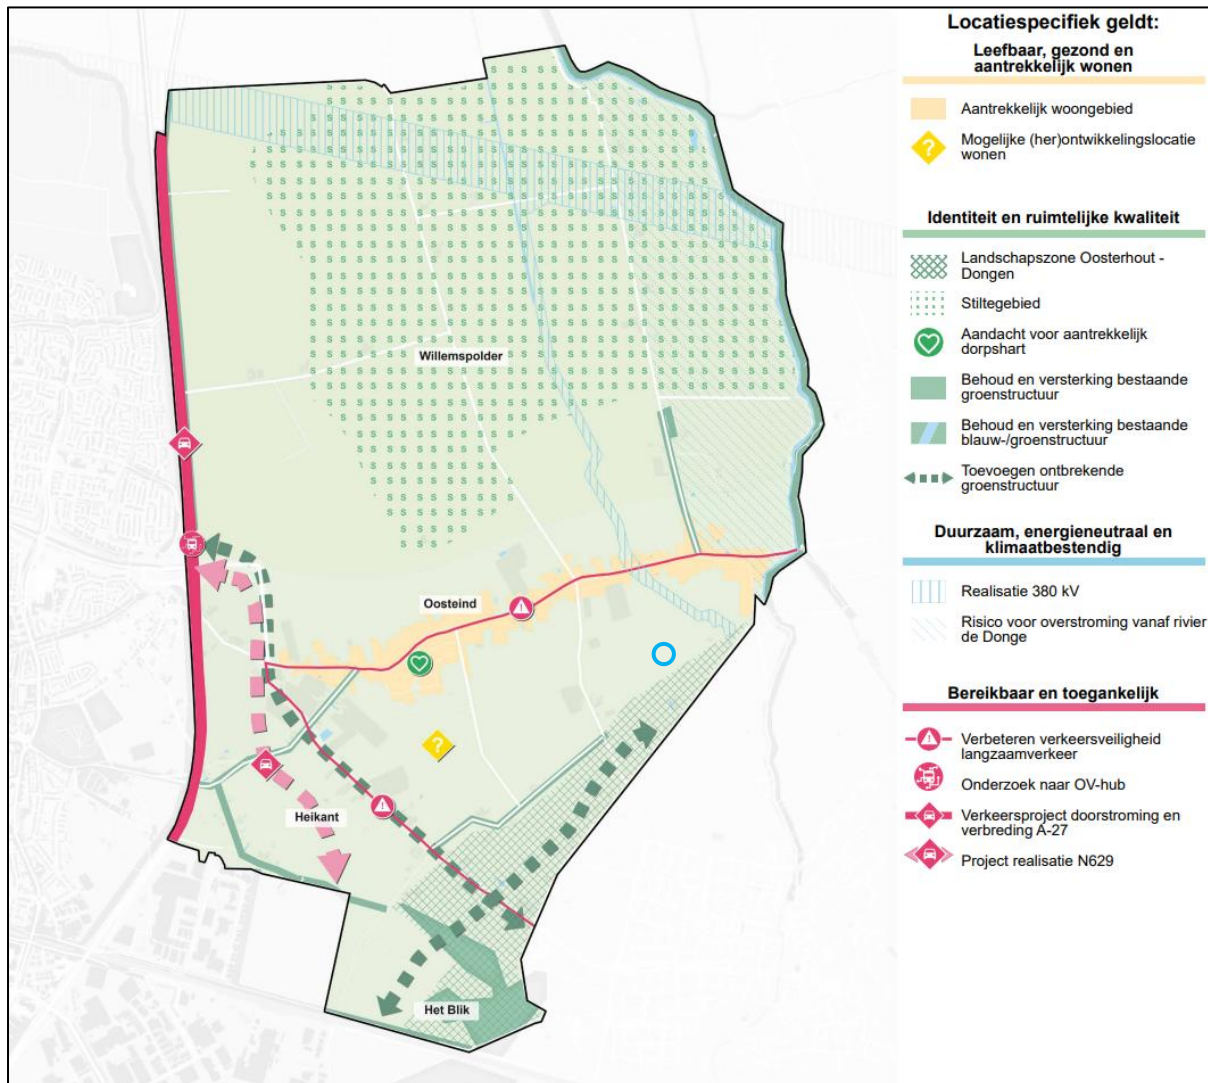 Locatiespecifiek geldt:
Leefbaar, gezond en
aantrekkelijk wonen
Aantrekkelijk woongebied
Mogelijke (her)ontwikkelingslocatie
wonen
Identiteit en ruimtelijke kwaliteit
Landschapszone Oosterhout -
Dongen
Stiltegebied
Aandacht voor aantrekkelijk
dorpshart
Behoud en versterking bestaande
groenstructuur
Behoud en versterking bestaande
blauw-/groenstructuur
Toevoegen ontbrekende
groenstructuur
Duurzaam, energieneutraal en
klimaatbestendig
Realisatie 380 kV
Risico voor overstroming vanaf rivier
de Donge
Bereikbaar en toegankelijk
Verbeteren verkeersveiligheid
langzaamverkeer
Onderzoek naar OV-hub
Verkeersproject doorstroming en
verbreding A-27
Project realisatie N629
Willemspolder
Oosteind
Heikant
Het Blik